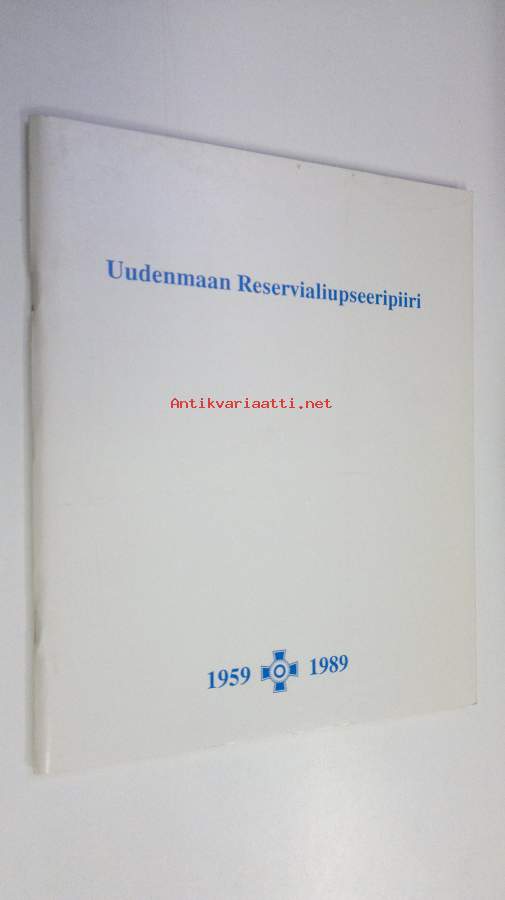 Uudenmaan Reservialiupseeripiiri
Antikvariaatti.net
1959 1989